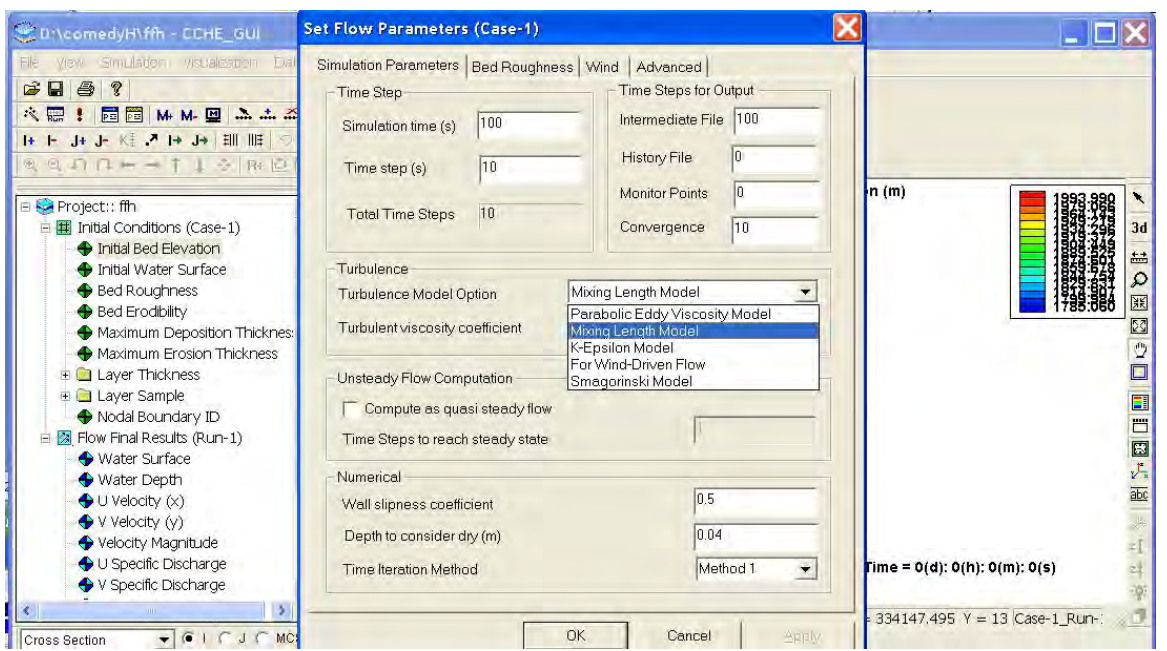 D:\comedyH\ffh - CCHE_GUI
File View Simulation Visualization
M+ M-
I+ I- J+ J-
Project:: ffh
Initial Conditions (Case-1)
Initial Bed Elevation
Initial Water Surface
Bed Roughness
Bed Erodibility
Maximum Deposition Thicknes
Maximum Erosion Thickness
Layer Thickness
Layer Sample
Nodal Boundary ID
Flow Final Results (Run-1)
Water Surface
Water Depth
U Velocity (x)
V Velocity (y)
Velocity Magnitude
U Specific Discharge
V Specific Discharge
Cross Section I J MC
Set Flow Parameters (Case-1)
Simulation Parameters Bed Roughness Wind Advanced
Time Step
Simulation time (s) 100
Time step (s) 10
Total Time Steps 10
Time Steps for Output
Intermediate File 100
History File 0
Monitor Points 0
Convergence 10
Turbulence
Turbulence Model Option Mixing Length Model
Parabolic Eddy Viscosity Model
Mixing Length Model
K-Epsilon Model
For Wind-Driven Flow
Smagorinski Model
Turbulent viscosity coefficient
Unsteady Flow Computation
Compute as quasi steady flow
Time Steps to reach steady state 1
Numerical
Wall slipness coefficient 0.5
Depth to consider dry (m) 0.04
Time Iteration Method Method 1
OK Cancel Apply
n (m)
1993.990
1785.060
3d
abc
Time = 0(d): 0(h): 0(m): 0(s)
= 334147.495 Y = 13 Case-1_Run-